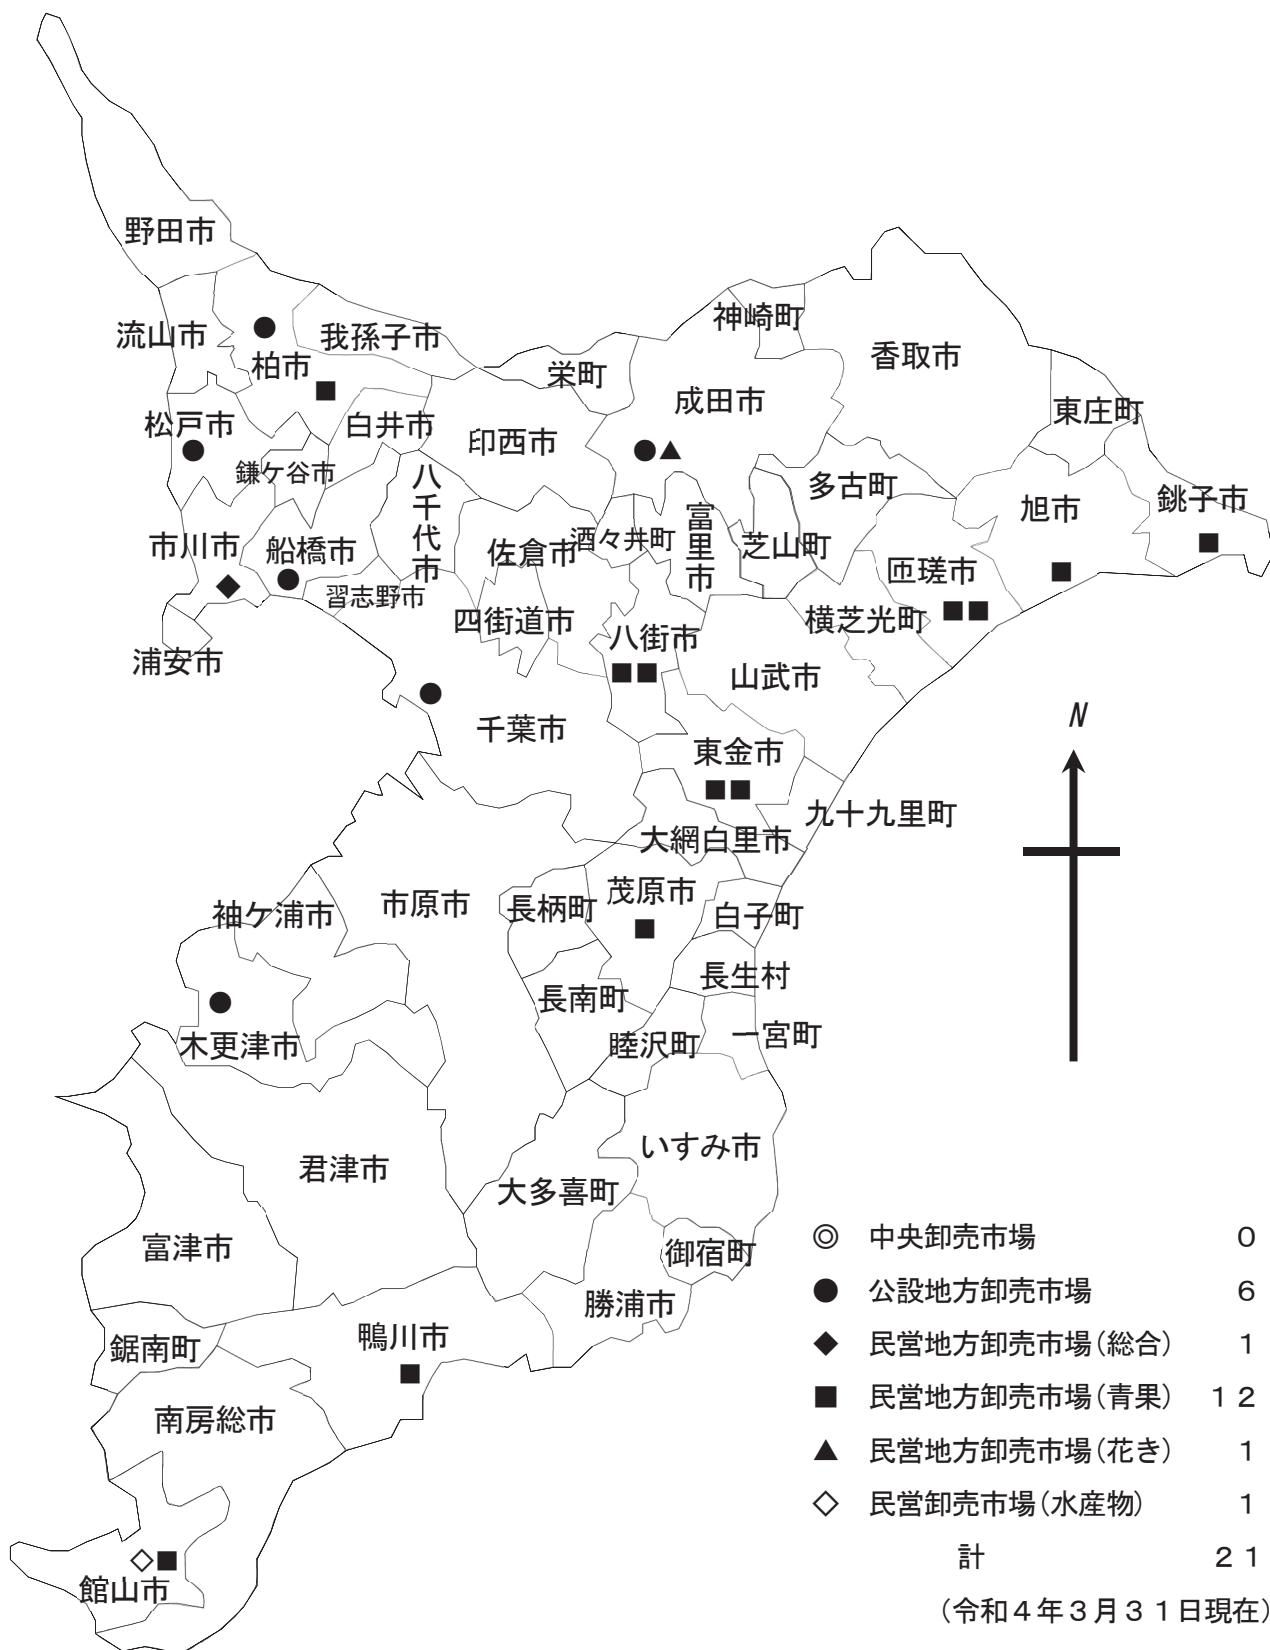 野田市
流山市
柏市
我孫子市
神崎町
香取市
栄町
成田市
東庄町
松戸市
白井市
印西市
鎌ケ谷市
八千代市
多古町
旭市
銚子市
市川市
船橋市
佐倉市
酒々井町
富里市
芝山町
匝瑳市
習志野市
四街道市
八街市
横芝光町
浦安市
山武市
千葉市
東金市
九十九里町
大網白里市
袖ケ浦市
市原市
長柄町
茂原市
白子町
長生村
長南町
木更津市
睦沢町
一宮町
いすみ市
君津市
大多喜町
富津市
御宿町
勝浦市
鋸南町
鴨川市
南房総市
館山市
N
◎ 中央卸売市場 0
● 公設地方卸売市場 6
◆ 民営地方卸売市場(総合) 1
■ 民営地方卸売市場(青果) 12
▲ 民営地方卸売市場(花き) 1
◇ 民営卸売市場(水産物) 1
計 21
(令和4年3月31日現在)